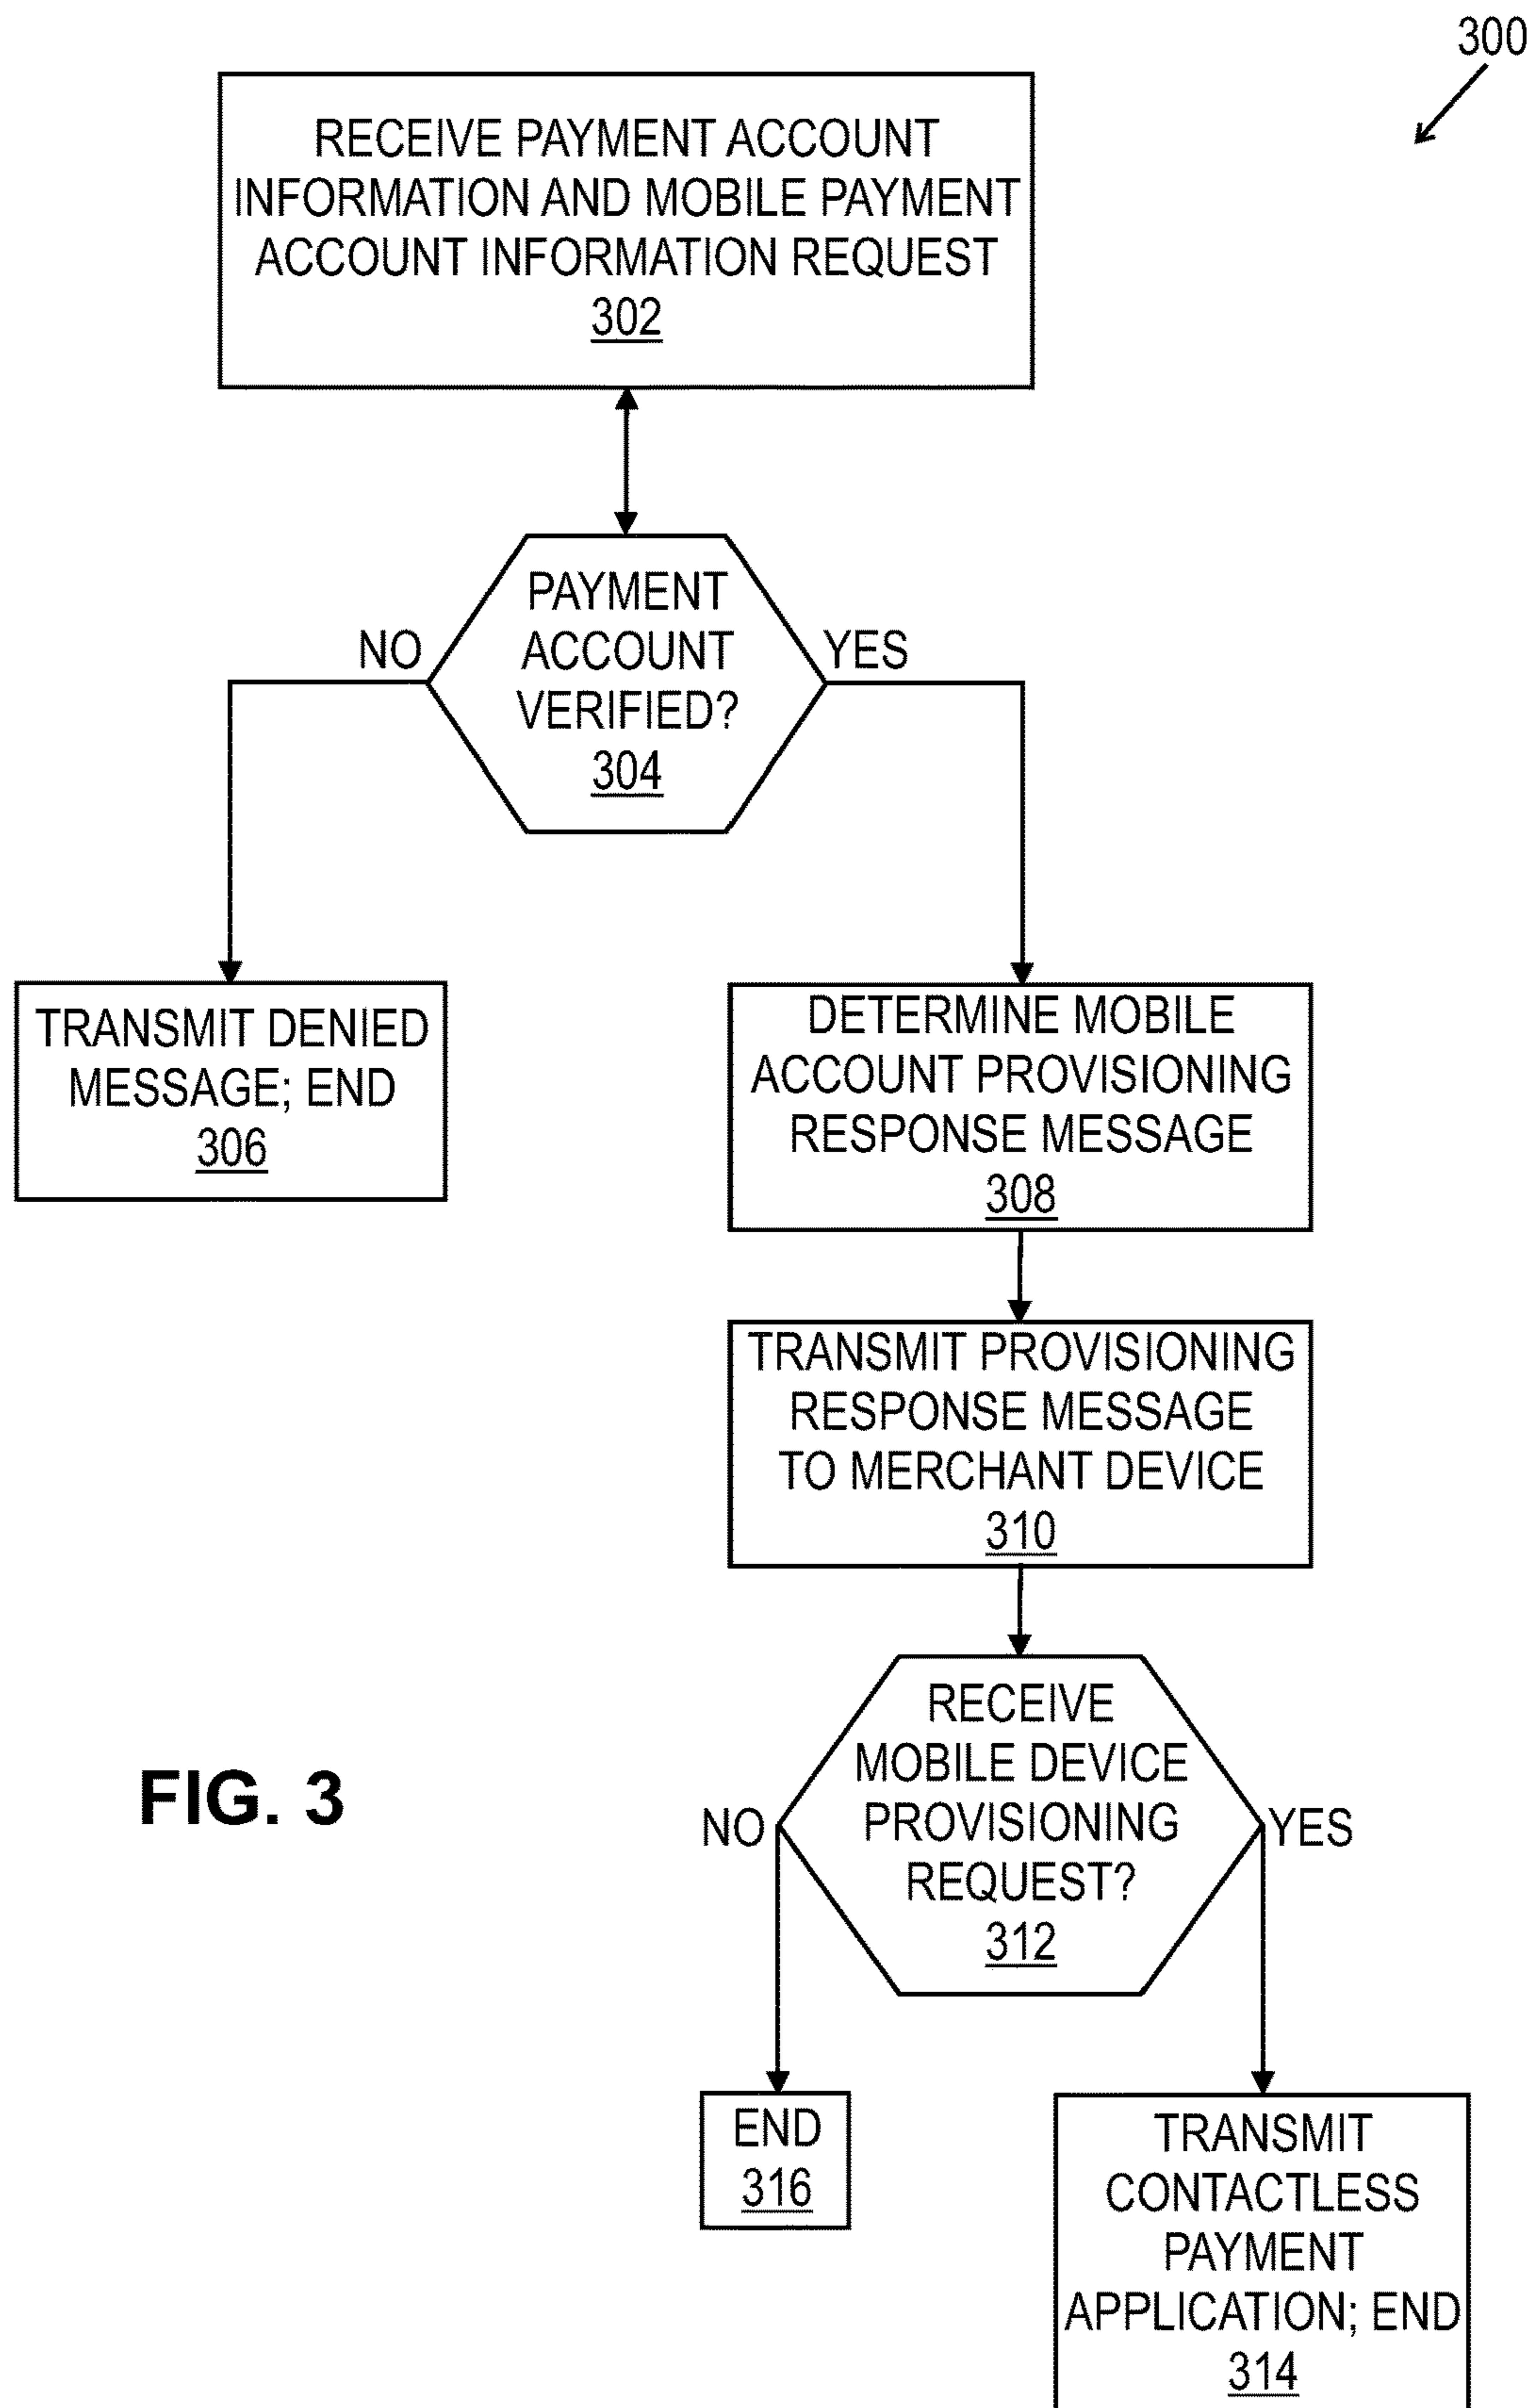 300
RECEIVE PAYMENT ACCOUNT
INFORMATION AND MOBILE PAYMENT
ACCOUNT INFORMATION REQUEST
302
PAYMENT
ACCOUNT
VERIFIED?
304
NO
YES
TRANSMIT DENIED
MESSAGE; END
306
DETERMINE MOBILE
ACCOUNT PROVISIONING
RESPONSE MESSAGE
308
TRANSMIT PROVISIONING
RESPONSE MESSAGE
TO MERCHANT DEVICE
310
RECEIVE
MOBILE DEVICE
PROVISIONING
REQUEST?
312
NO
YES
FIG. 3
END
316
TRANSMIT
CONTACTLESS
PAYMENT
APPLICATION; END
314